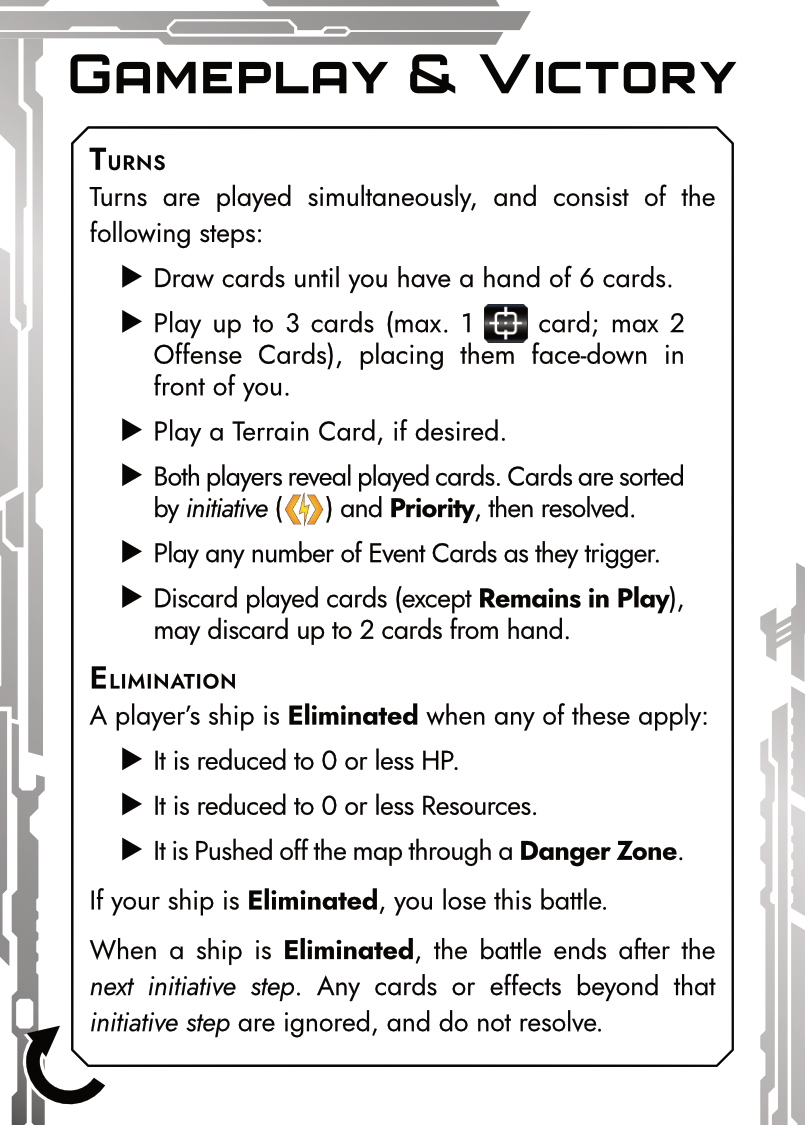 Gameplay & Victory
Turns
Turns are played simultaneously, and consist of the
following steps:
▶ Draw cards until you have a hand of 6 cards.
▶ Play up to 3 cards (max. 1 card; max 2
Offense Cards), placing them face-down in
front of you.
▶ Play a Terrain Card, if desired.
▶ Both players reveal played cards. Cards are sorted
by initiative () and Priority, then resolved.
▶ Play any number of Event Cards as they trigger.
▶ Discard played cards (except Remains in Play),
may discard up to 2 cards from hand.
Elimination
A player’s ship is Eliminated when any of these apply:
▶ It is reduced to 0 or less HP.
▶ It is reduced to 0 or less Resources.
▶ It is Pushed off the map through a Danger Zone.
If your ship is Eliminated, you lose this battle.
When a ship is Eliminated, the battle ends after the
next initiative step. Any cards or effects beyond that
initiative step are ignored, and do not resolve.